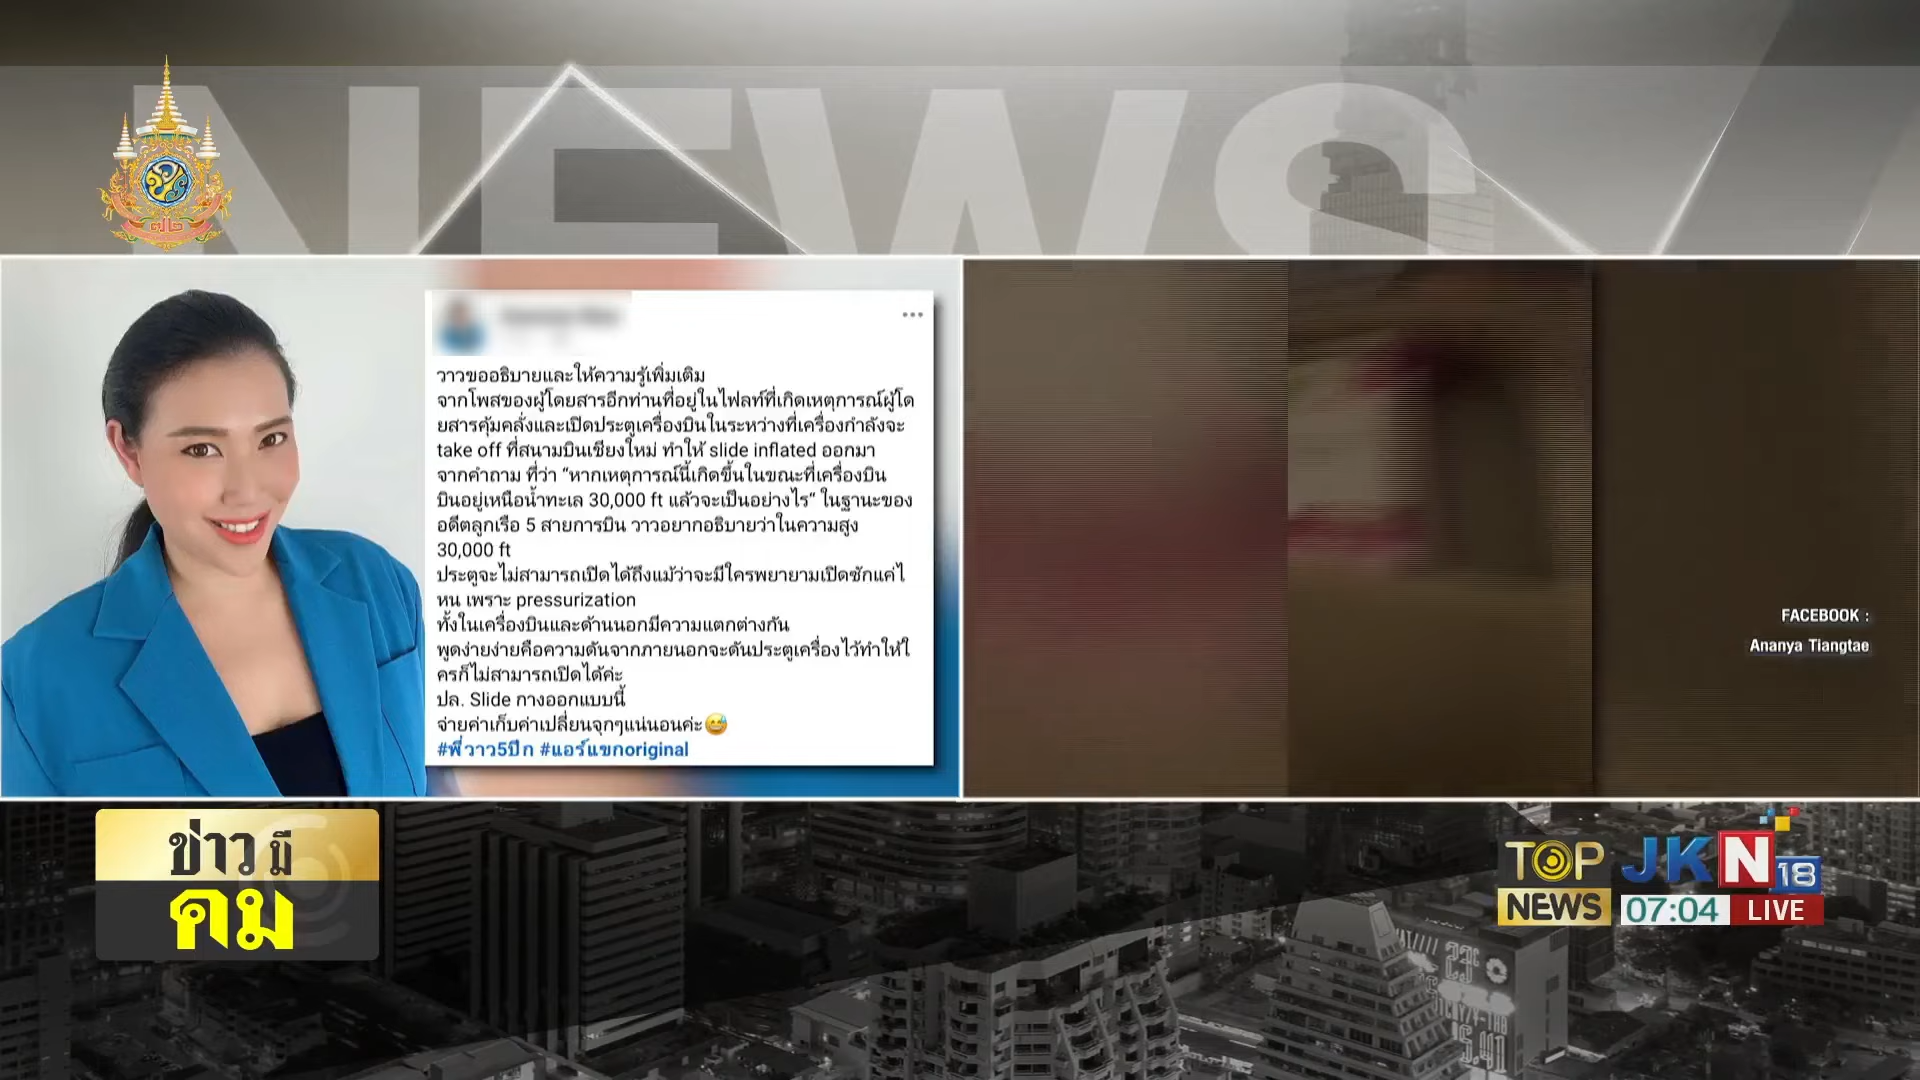 NEWS
วาวขออธิบายและให้ความรู้เพิ่มเติม
จากโพสของผู้โดยสารอีกท่านที่อยู่ในไฟลท์ที่เกิดเหตุการณ์ผู้โด
ยสารคุ้มคลั่งและเปิดประตูเครื่องบินในระหว่างที่เครื่องกำลังจะ
take off ที่สนามบินเชียงใหม่ ทำให้ slide inflated ออกมา
จากคำถาม ที่ว่า “หากเหตุการณ์นี้เกิดขึ้นในขณะที่เครื่องบิน
บินอยู่เหนือน้ำทะเล 30,000 ft แล้วจะเป็นอย่างไร” ในฐานะของ
อดีตลูกเรือ 5 สายการบิน วาวอยากอธิบายว่าในความสูง
30,000 ft
ประตูจะไม่สามารถเปิดได้ถึงแม้ว่าจะมีใครพยายามเปิดซักแค่ไ
หน เพราะ pressurization
ทั้งในเครื่องบินและด้านนอกมีความแตกต่างกัน
พูดง่ายง่ายคือความดันจากภายนอกจะดันประตูเครื่องไว้ทำให้ใ
ครก็ไม่สามารถเปิดได้ค่ะ
ปล. Slide กางออกแบบนี้
จ่ายค่าเก็บค่าเปลี่ยนจุกๆแน่นอนค่ะ😅
#พี่วาว5ปีก #แอร์แขกoriginal
FACEBOOK :
Ananya Tiangtae
ข่าวมี
คม
TOP
NEWS
JKN
18
07:04
LIVE